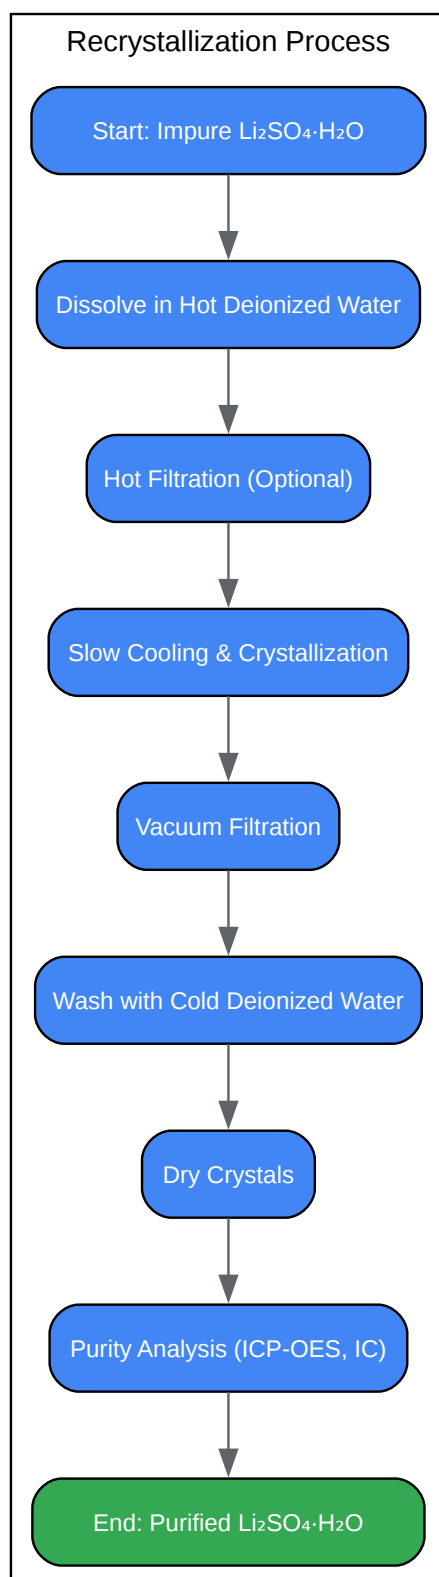 Recrystallization Process
Start: Impure Li₂SO₄·H₂O
Dissolve in Hot Deionized Water
Hot Filtration (Optional)
Slow Cooling & Crystallization
Vacuum Filtration
Wash with Cold Deionized Water
Dry Crystals
Purity Analysis (ICP-OES, IC)
End: Purified Li₂SO₄·H₂O